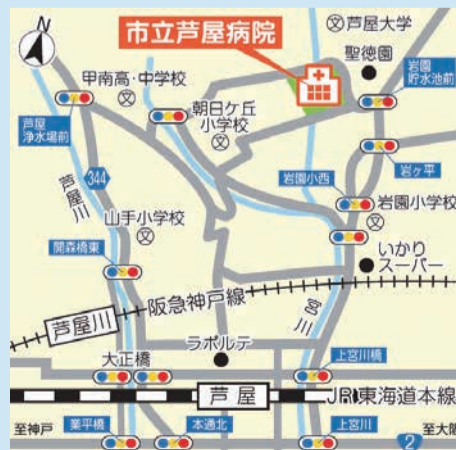 N
市立芦屋病院
芦屋大学
聖徳園
岩園
貯水池前
甲南高・中学校
朝日ケ丘
小学校
芦屋
浄水場前
岩ヶ平
344
芦屋川
岩園小西
岩園小学校
山手小学校
開森橋東
いかり
スーパー
阪急神戸線
宮川
芦屋川
ラポルテ
大正橋
上宮川橋
芦屋
JR東海道本線
至神戸
業平橋
本通北
上宮川
2
至大阪
文
文
文
文
文